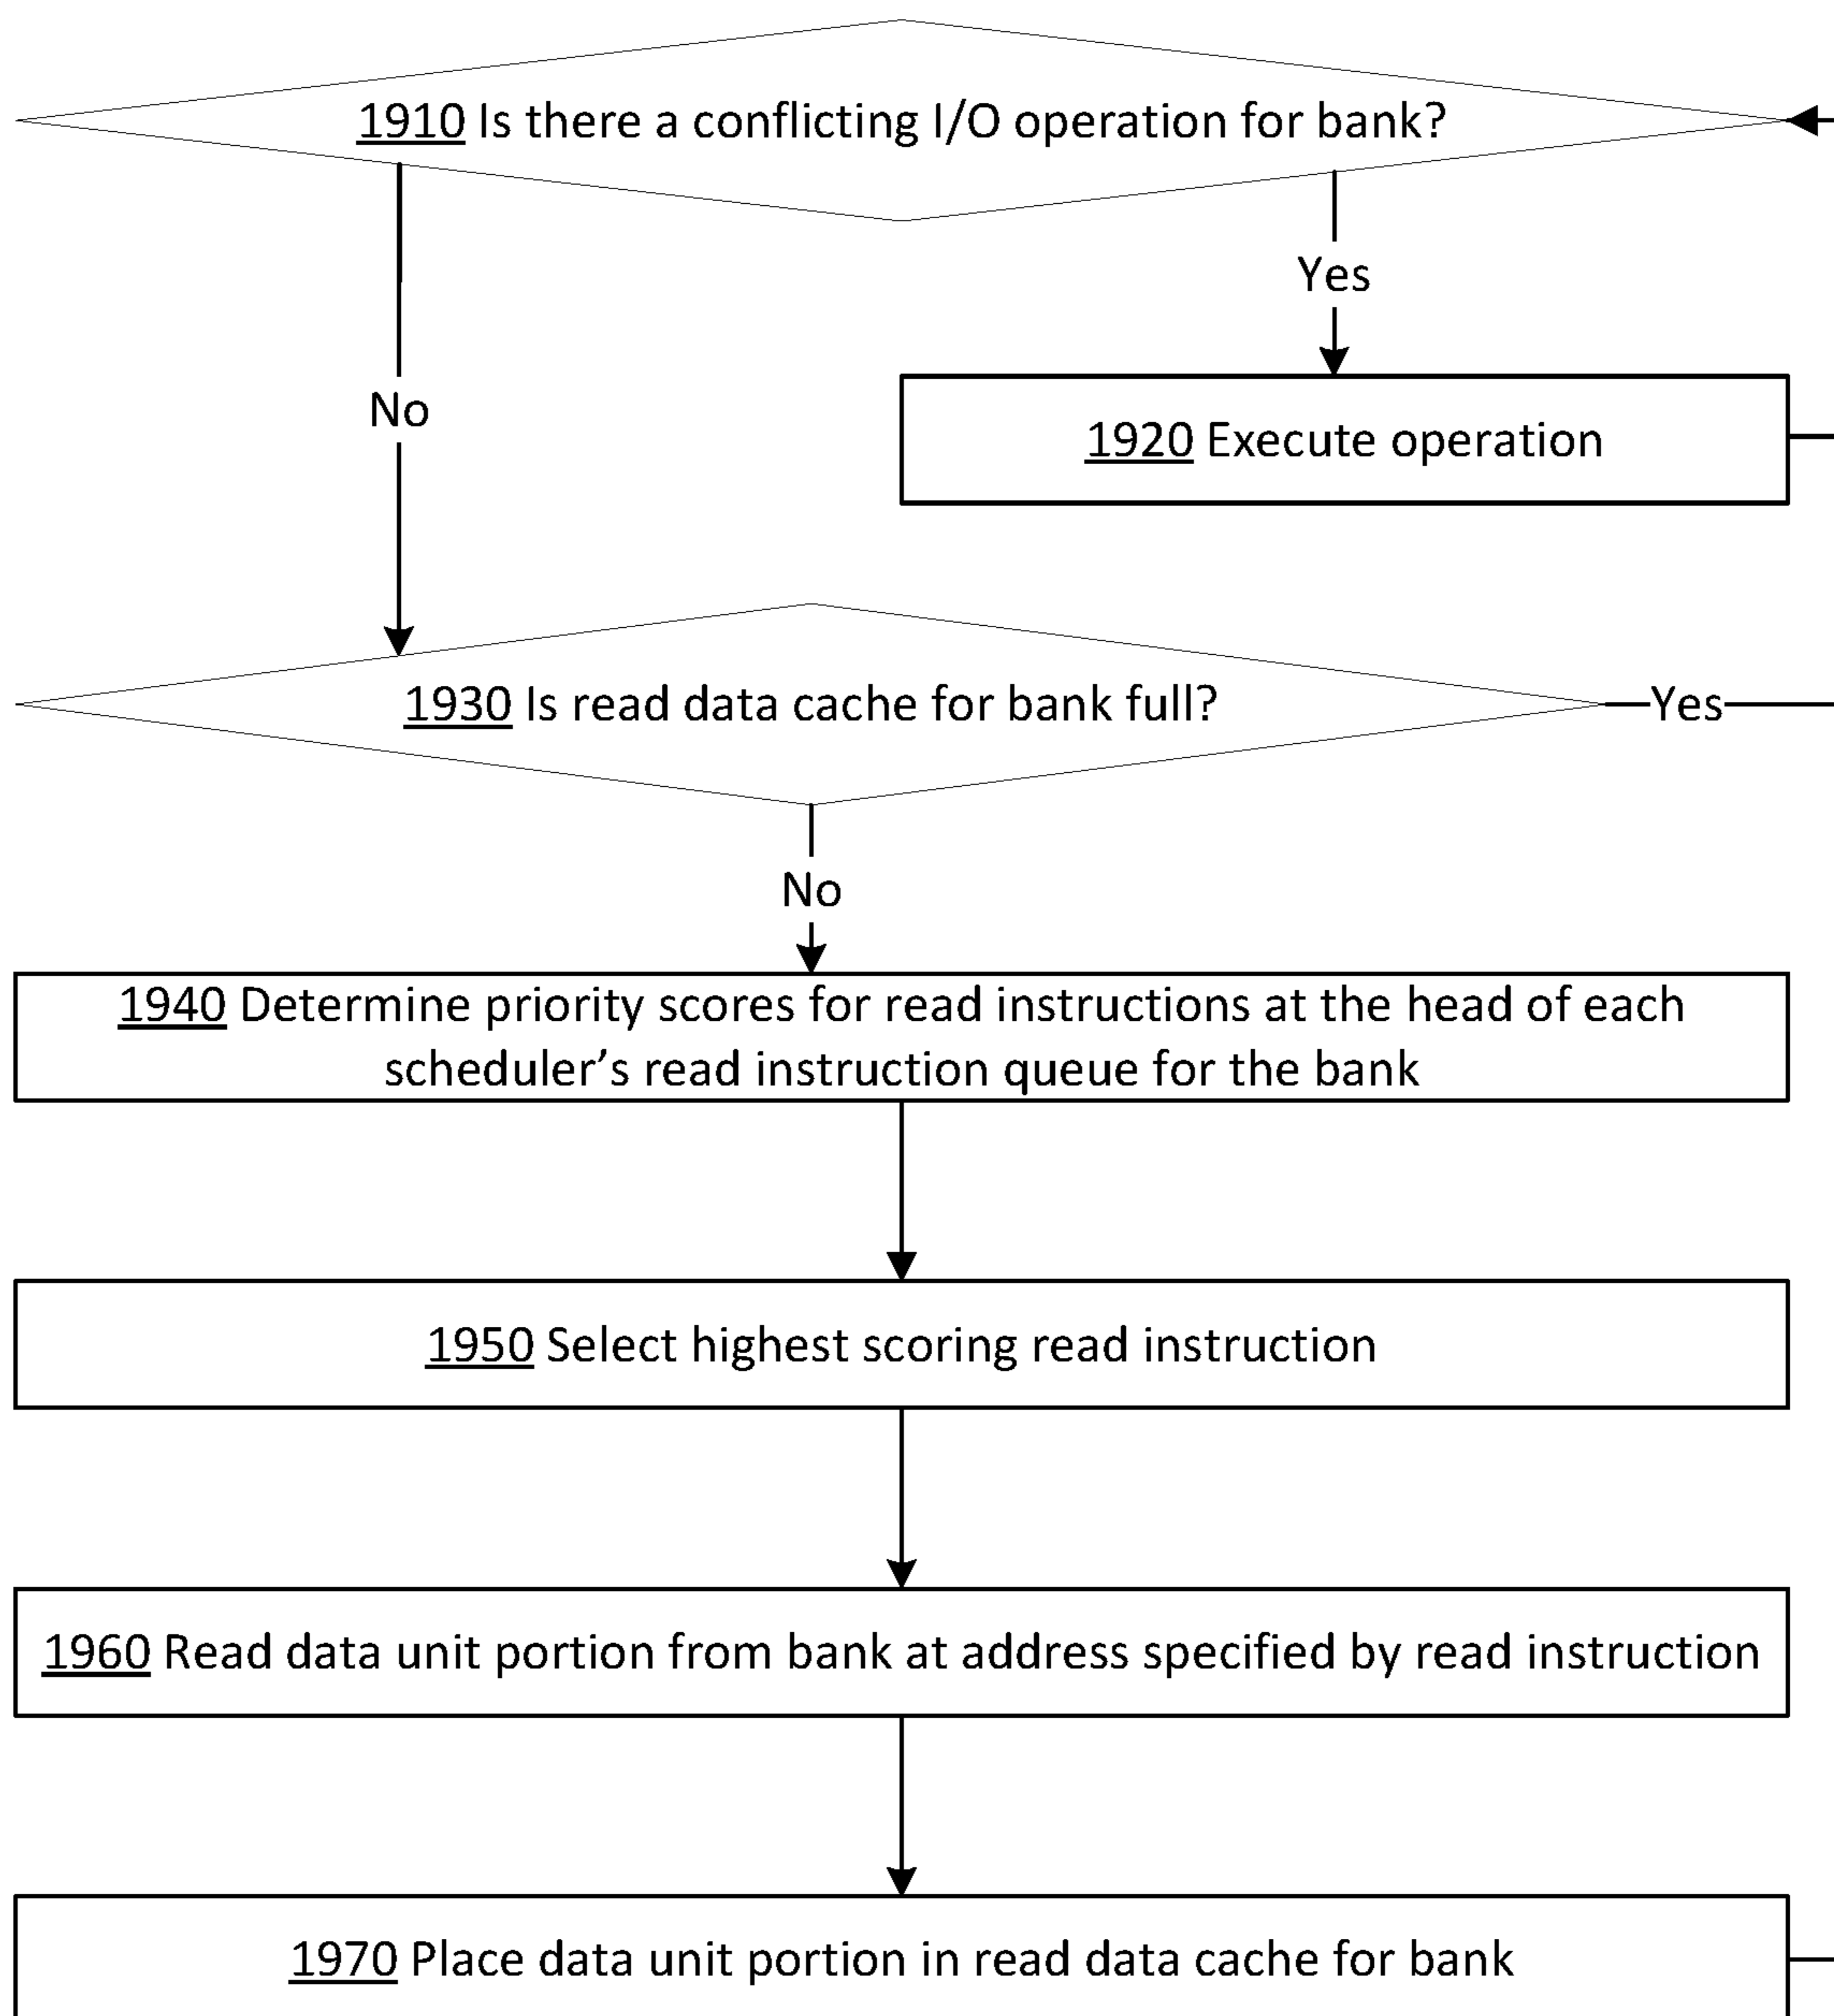 1910 Is there a conflicting I/O operation for bank?
Yes
1920 Execute operation
No
1930 Is read data cache for bank full?
Yes
No
1940 Determine priority scores for read instructions at the head of each
scheduler’s read instruction queue for the bank
1950 Select highest scoring read instruction
1960 Read data unit portion from bank at address specified by read instruction
1970 Place data unit portion in read data cache for bank